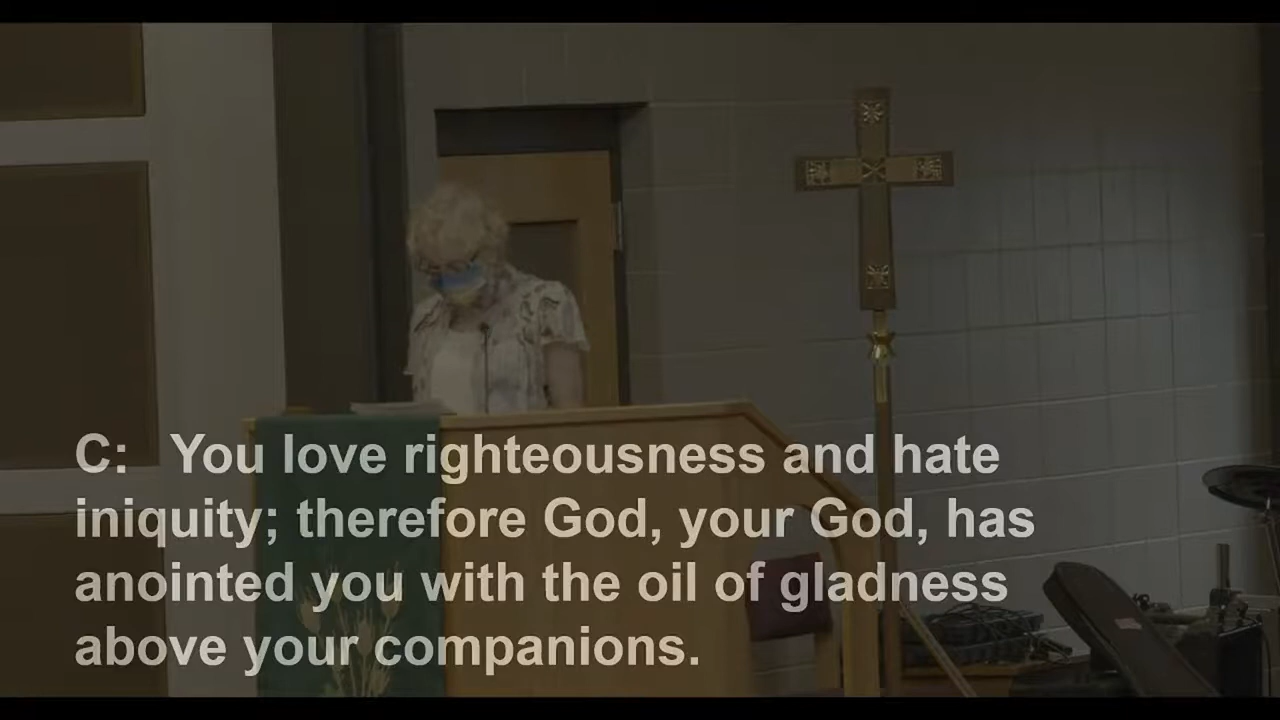 C: You love righteousness and hate
iniquity; therefore God, your God, has
anointed you with the oil of gladness
above your companions.